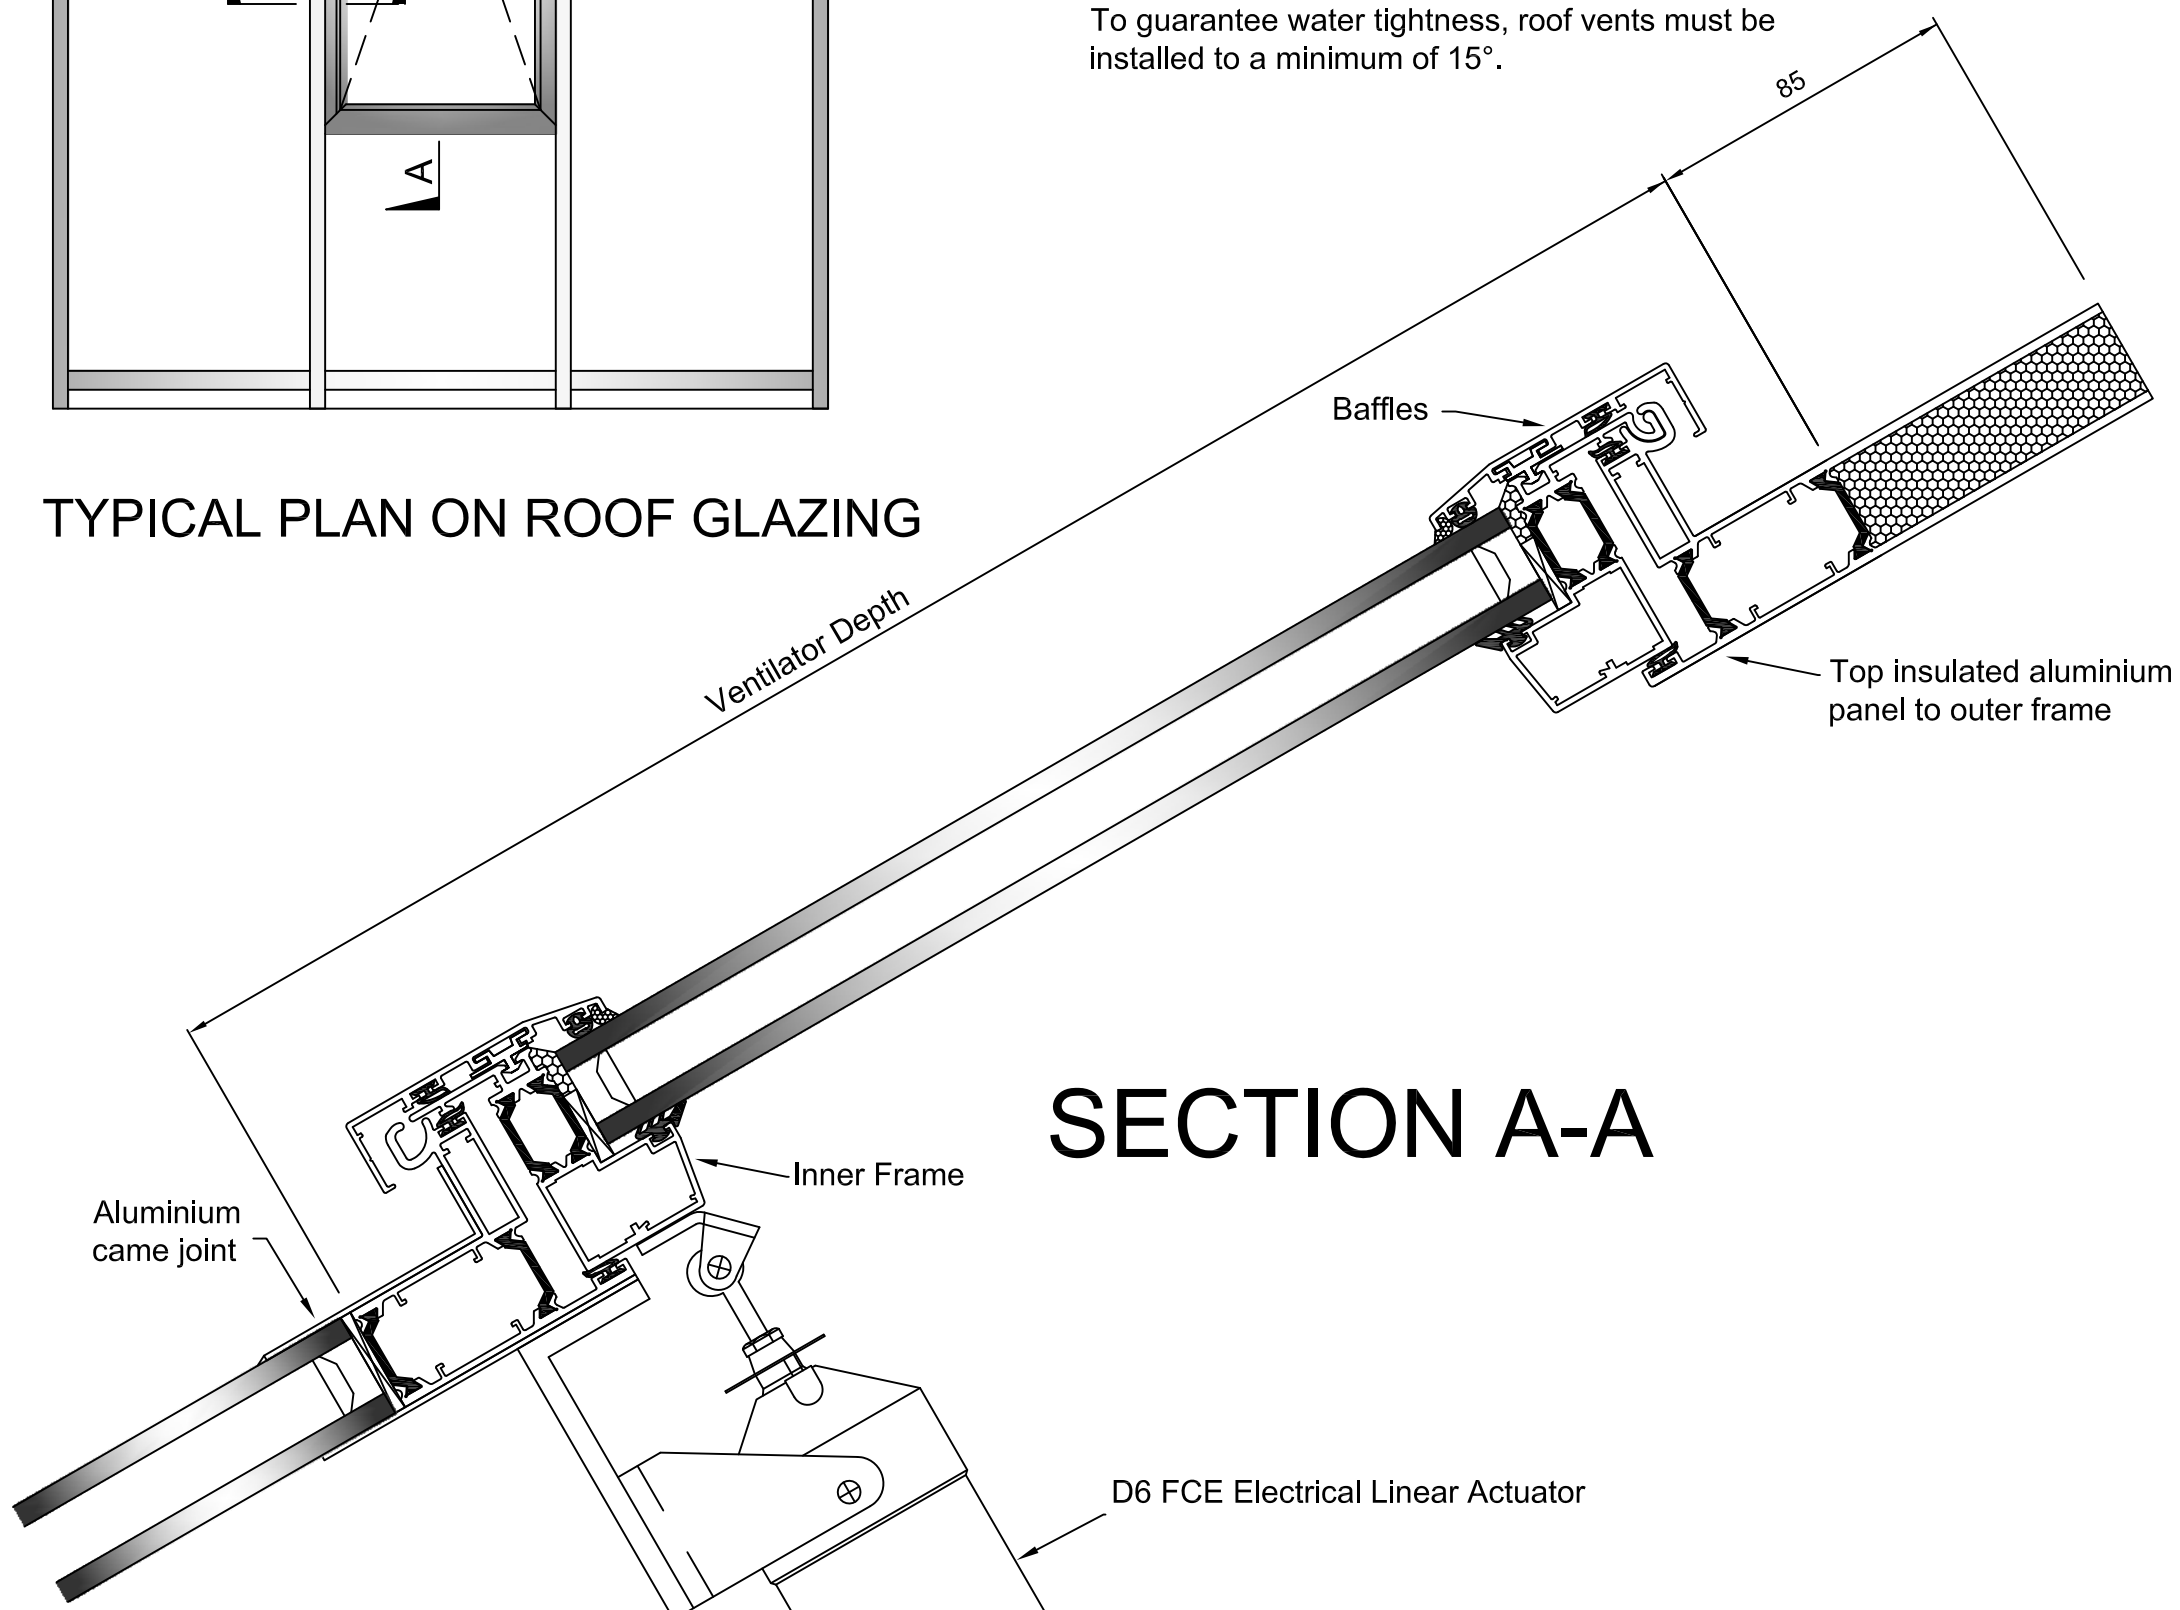 To guarantee water tightness, roof vents must be
installed to a minimum of 15°.
85
A
Baffles
TYPICAL PLAN ON ROOF GLAZING
Ventilator Depth
Top insulated aluminium
panel to outer frame
SECTION A-A
Inner Frame
Aluminium
came joint
D6 FCE Electrical Linear Actuator